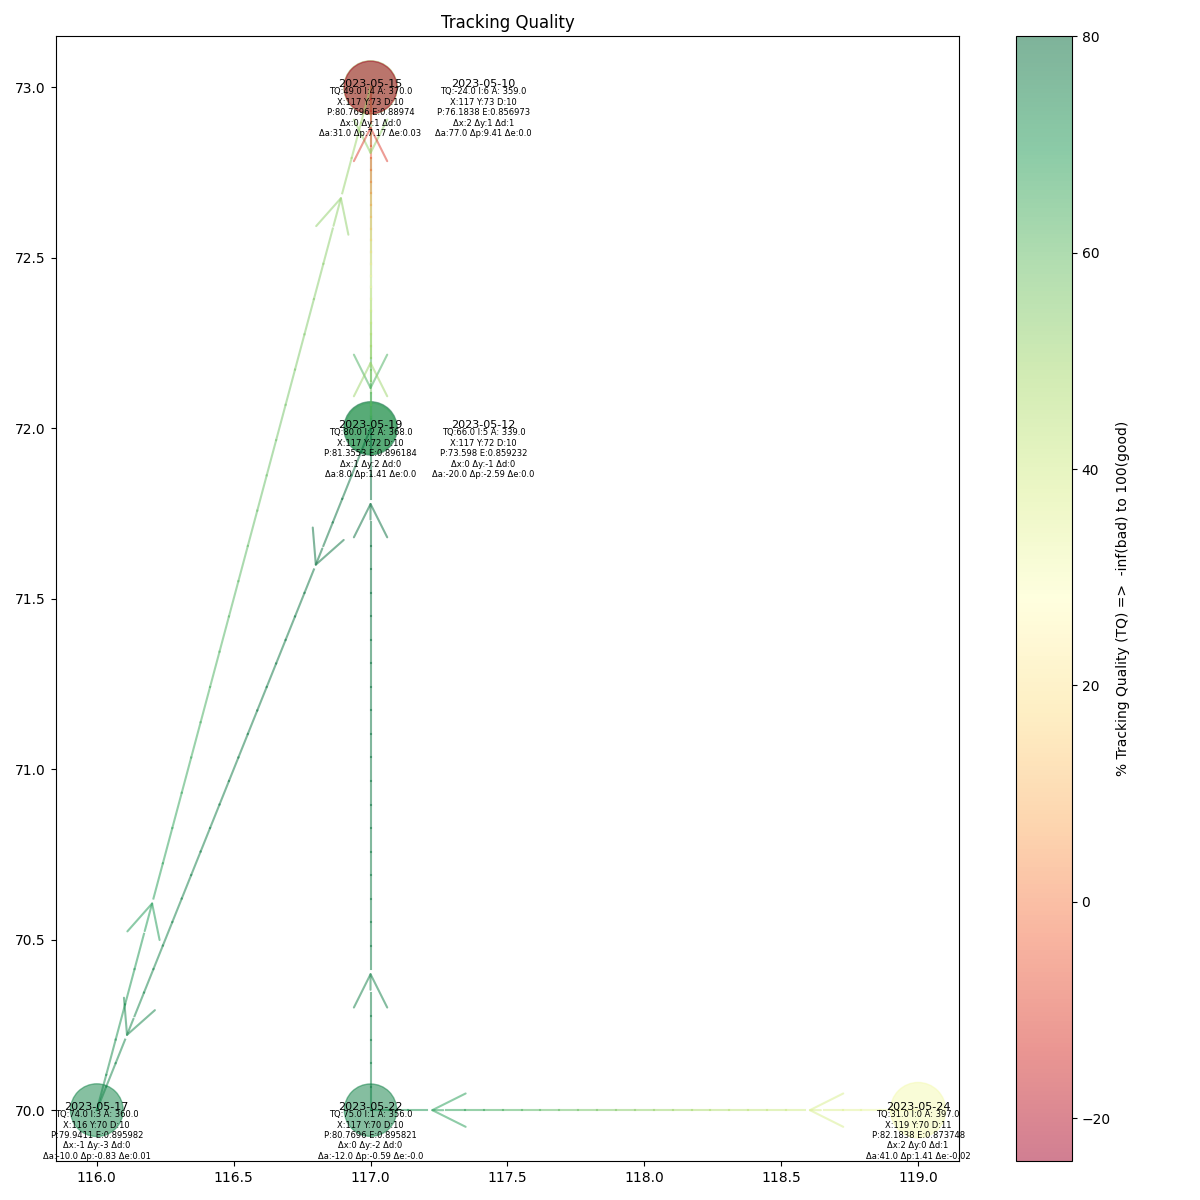 Tracking Quality
2023-05-15
TQ:49.0 I:4 A: 370.0
X:117 Y:73 D:10
P:80.7696 E:0.88974
Δx:0 Δy:1 Δd:0
Δa:31.0 Δp:7.17 Δe:0.03
2023-05-10
TQ:-24.0 I:6 A: 359.0
X:117 Y:73 D:10
P:76.1838 E:0.856973
Δx:2 Δy:1 Δd:1
Δa:77.0 Δp:9.41 Δe:0.0
2023-05-19
TQ:80.0 I:2 A: 368.0
X:117 Y:72 D:10
P:81.3553 E:0.896184
Δx:1 Δy:2 Δd:0
Δa:8.0 Δp:1.41 Δe:0.0
2023-05-12
TQ:66.0 I:5 A: 339.0
X:117 Y:72 D:10
P:73.598 E:0.859232
Δx:0 Δy:-1 Δd:0
Δa:-20.0 Δp:-2.59 Δe:0.0
2023-05-17
TQ:74.0 I:3 A: 360.0
X:116 Y:70 D:10
P:79.9411 E:0.895982
Δx:-1 Δy:-3 Δd:0
Δa:-10.0 Δp:-0.83 Δe:0.01
2023-05-22
TQ:75.0 I:1 A: 356.0
X:117 Y:70 D:10
P:80.7696 E:0.895821
Δx:0 Δy:-2 Δd:0
Δa:-12.0 Δp:-0.59 Δe:-0.0
2023-05-24
TQ:31.0 I:0 A: 397.0
X:119 Y:70 D:11
P:82.1838 E:0.873748
Δx:2 Δy:0 Δd:1
Δa:41.0 Δp:1.41 Δe:-0.02
73.0
72.5
72.0
71.5
71.0
70.5
70.0
116.0
116.5
117.0
117.5
118.0
118.5
119.0
80
60
40
20
0
−20
% Tracking Quality (TQ) => -inf(bad) to 100(good)